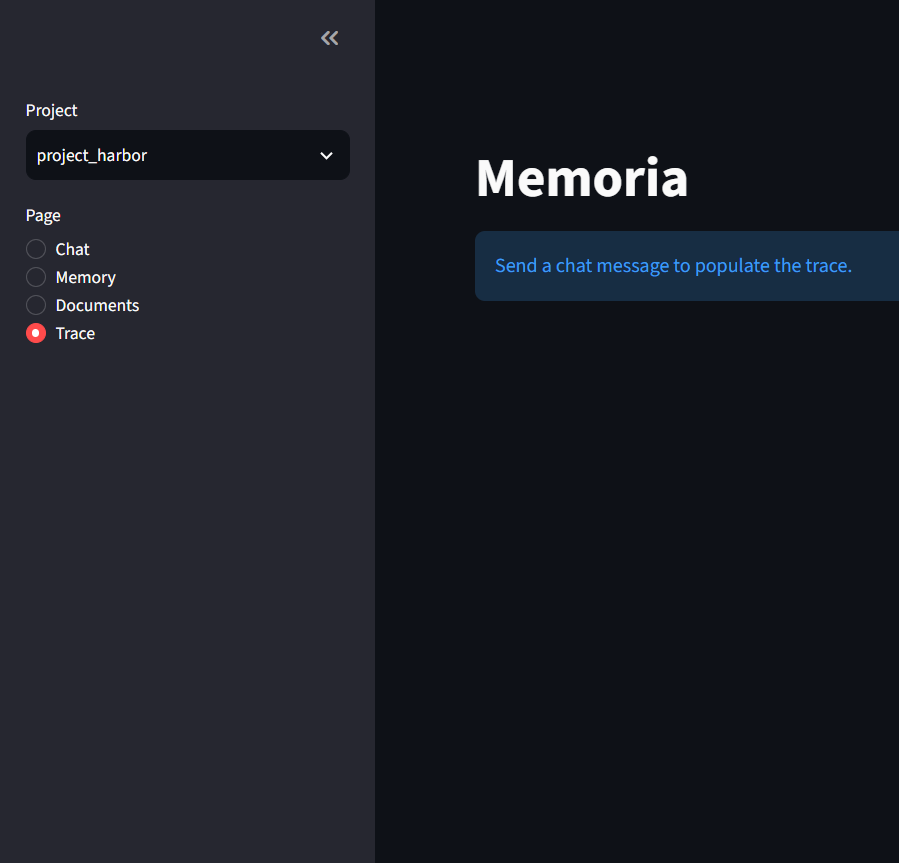 Project
project_harbor
Page
Chat
Memory
Documents
Trace
Memoria
Send a chat message to populate the trace.